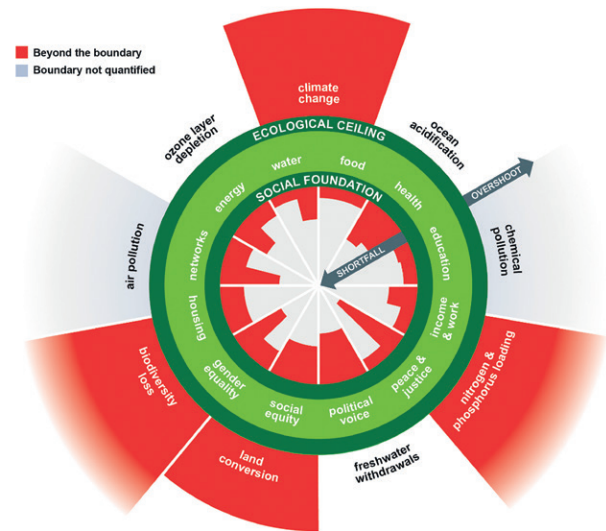 Beyond the boundary
Boundary not quantified
climate
change
ozone layer
depletion
ocean
acidification
ECOLOGICAL CEILING
water
food
energy
health
SOCIAL FOUNDATION
OVERSHOOT
SHORTFALL
networks
education
air pollution
chemical
pollution
housing
income
& work
gender
equality
peace &
justice
social
equity
political
voice
biodiversity
loss
nitrogen &
phosphorus loading
land
conversion
freshwater
withdrawals